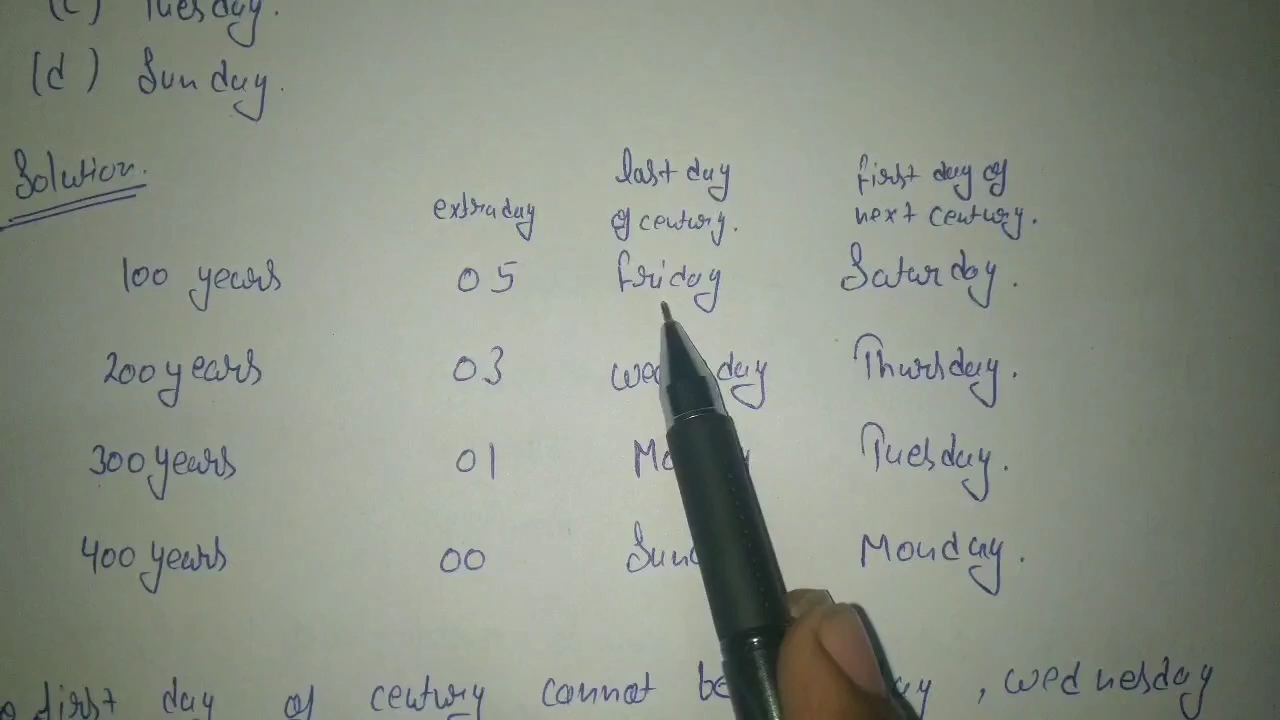 (c) Tuesday.
(d) Sunday.
Solution.
extraday last day of century. first day of next century.
100 years 05 friday Saturday.
200 years 03 Thursday.
300 years 01 Tuesday.
400 years 00 Monday.
first day of century cannot be , wednesday